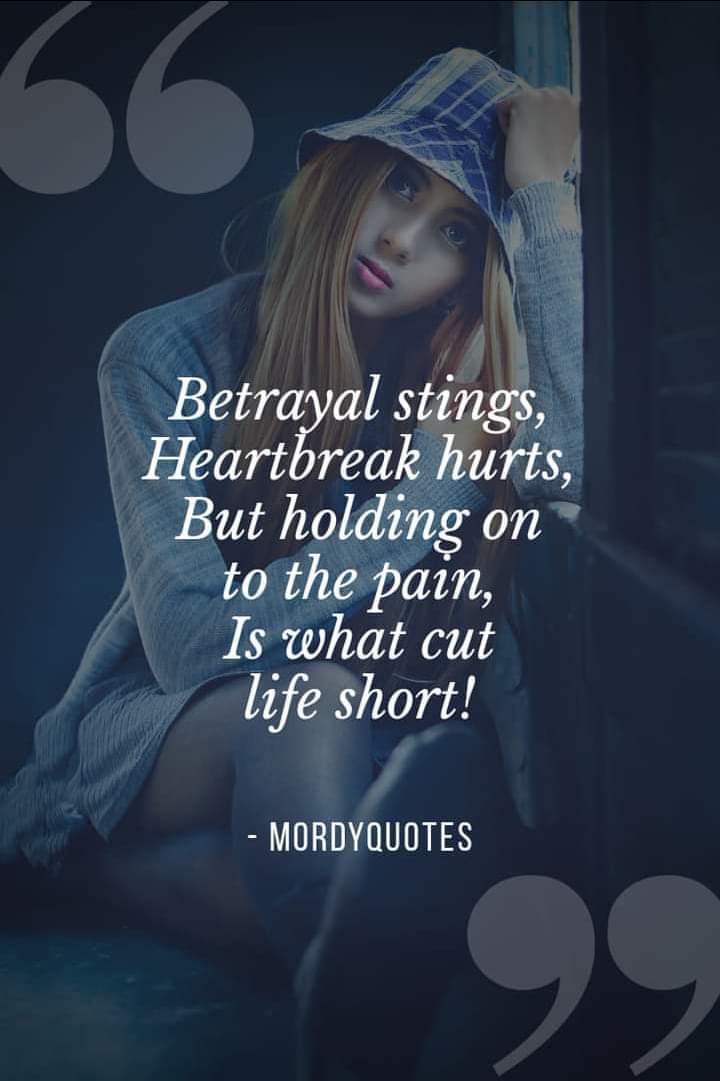 Betrayal stings,
Heartbreak hurts,
But holding on
to the pain,
Is what cut
life short!
- MORDYQUOTES